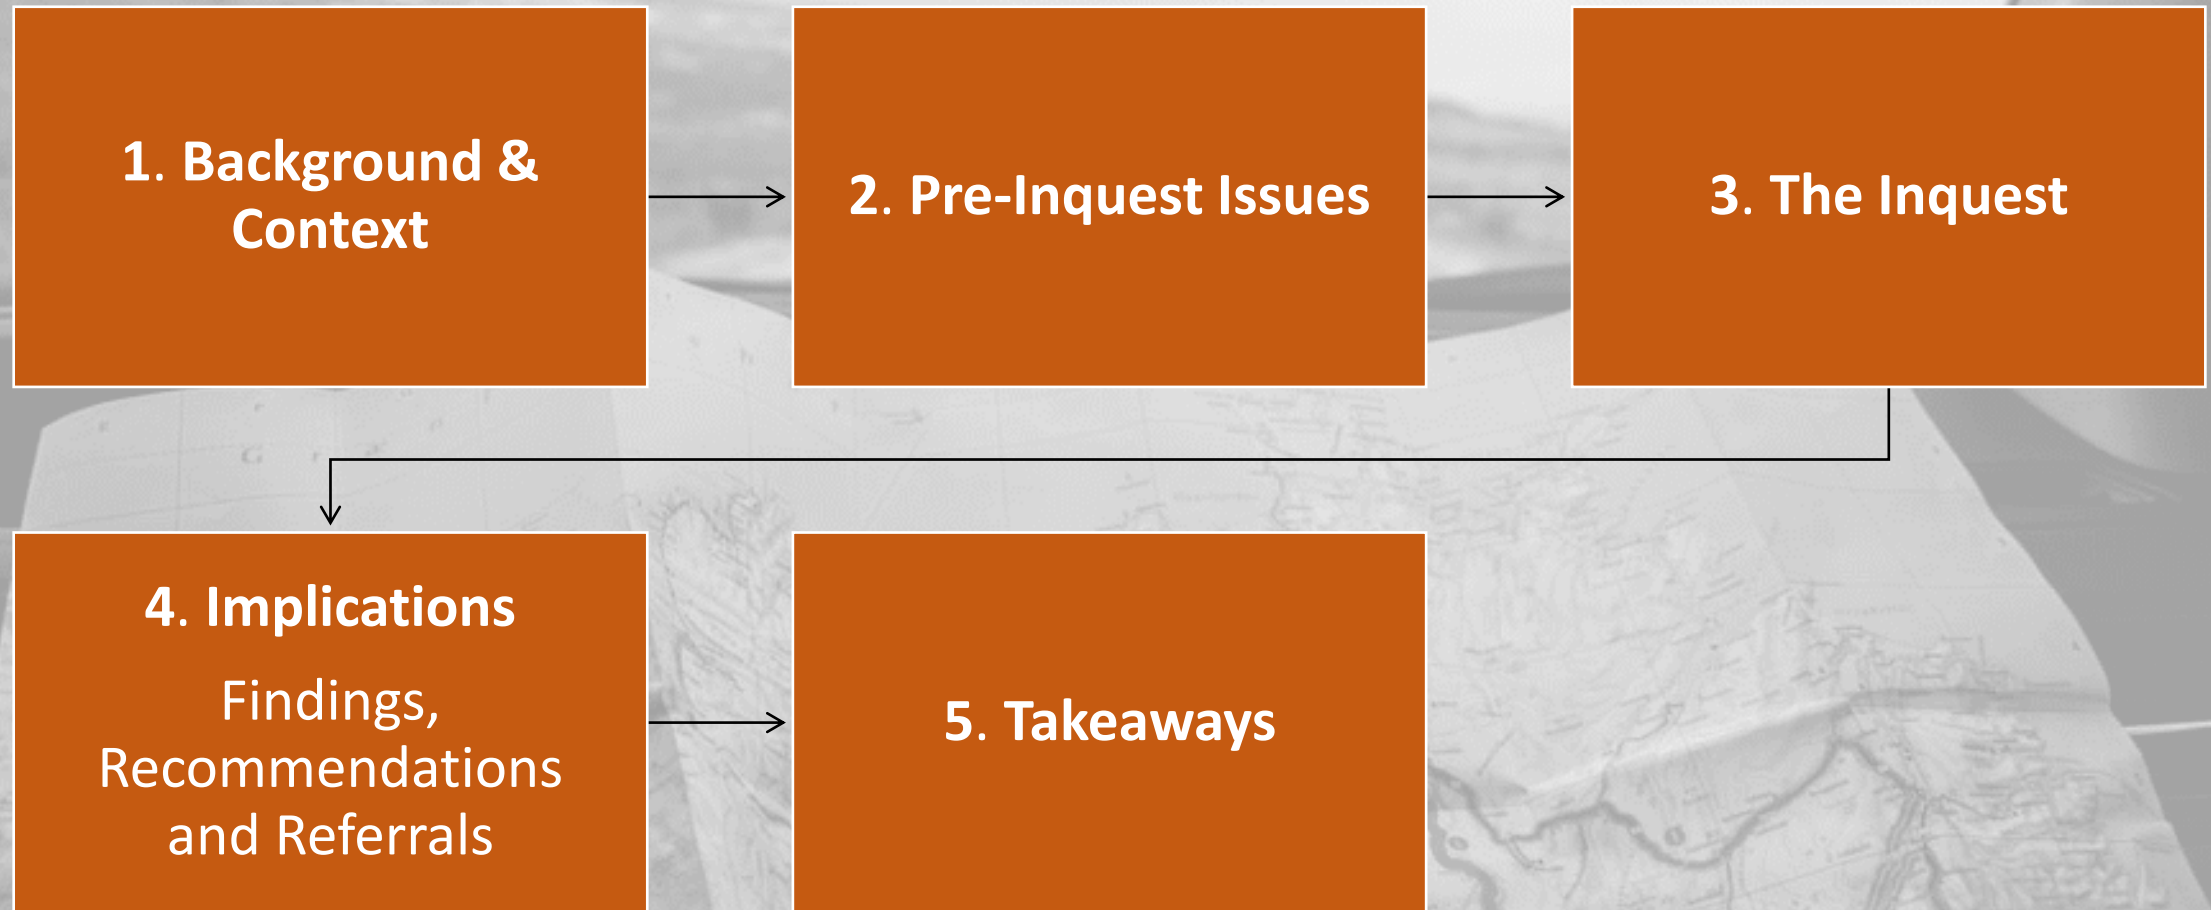 1. Background &
Context
2. Pre-Inquest Issues
3. The Inquest
4. Implications
Findings,
Recommendations
and Referrals
5. Takeaways